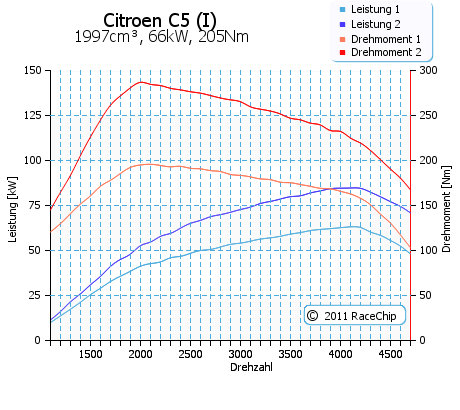 Citroen C5 (I)
1997cm³, 66kW, 205Nm
Leistung 1
Leistung 2
Drehmoment 1
Drehmoment 2
150
125
100
75
50
25
0
Leistung [kW]
300
250
200
150
100
50
0
Drehmoment [Nm]
© 2011 RaceChip
1500 2000 2500 3000 3500 4000 4500
Drehzahl